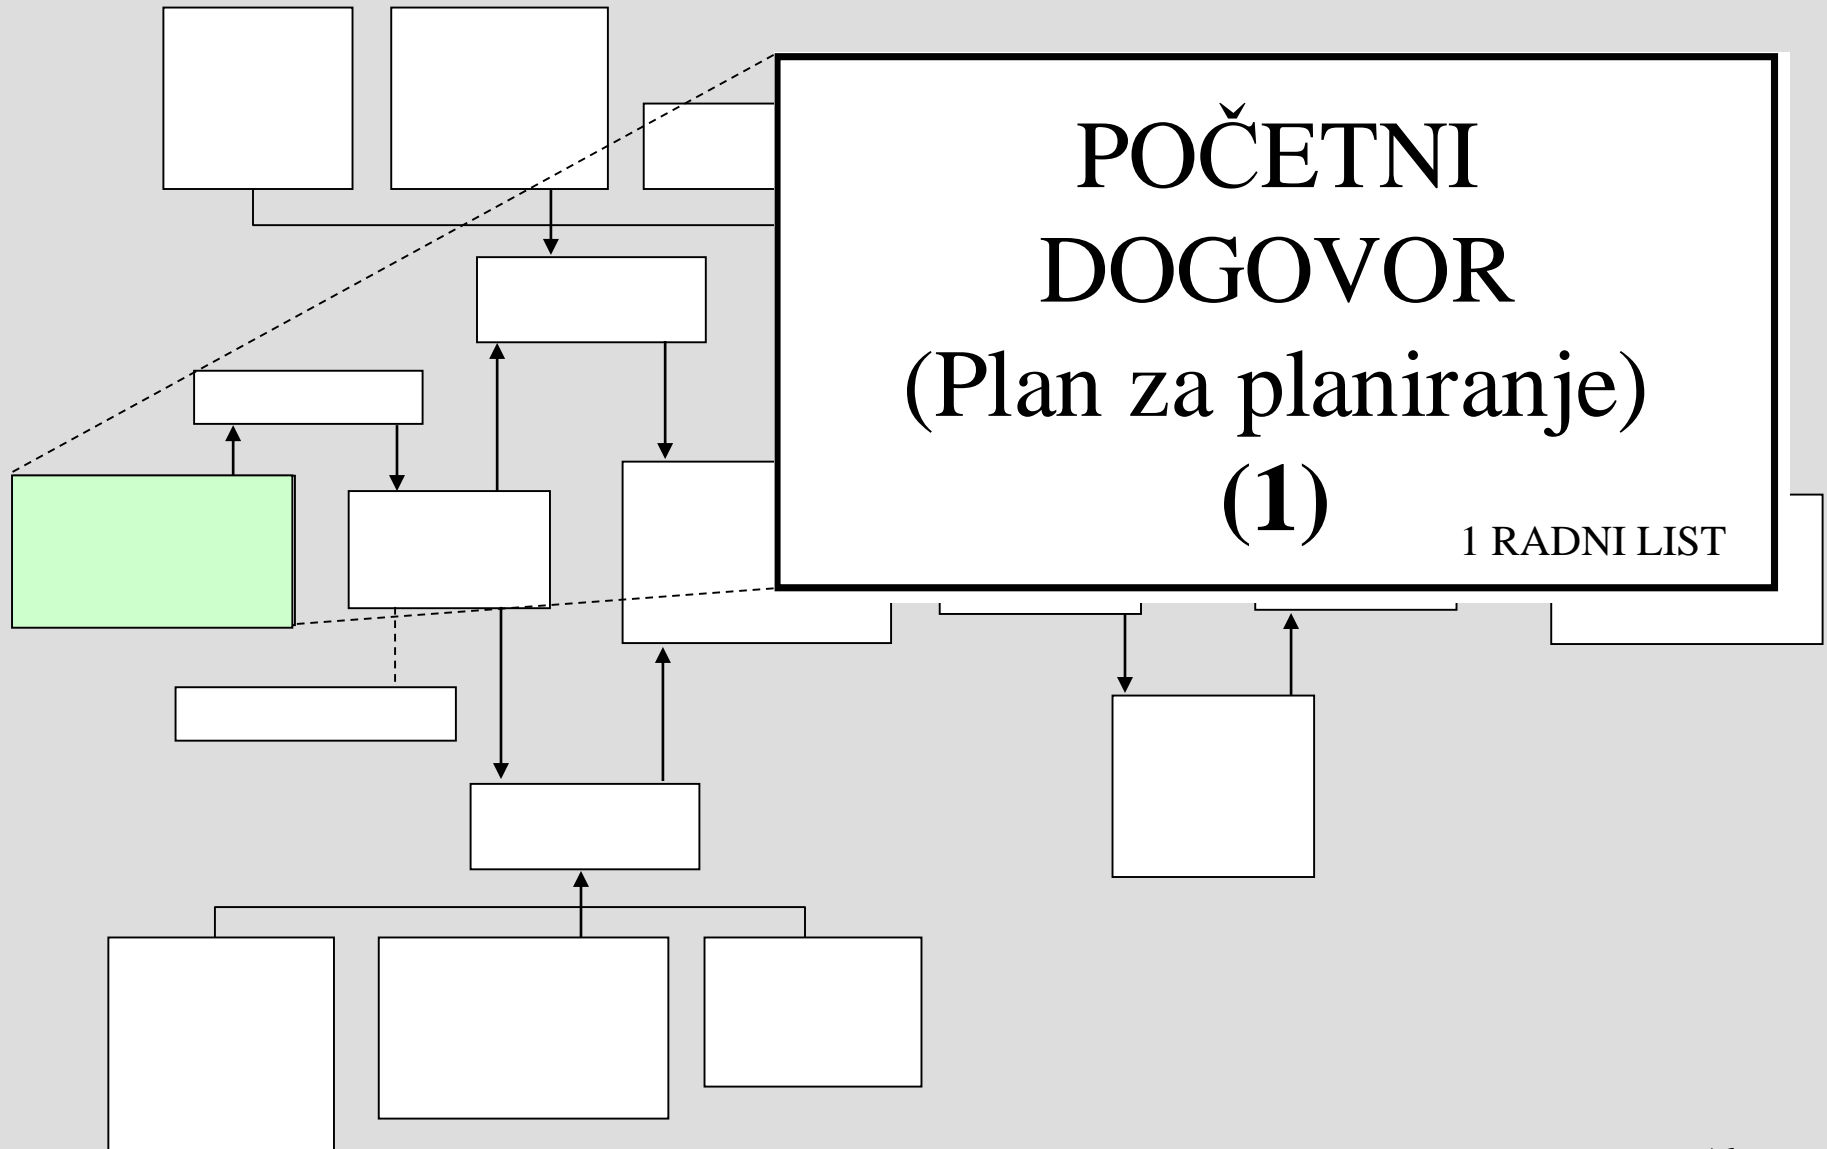 POČETNI
DOGOVOR
(Plan za planiranje)
(1)
1 RADNI LIST